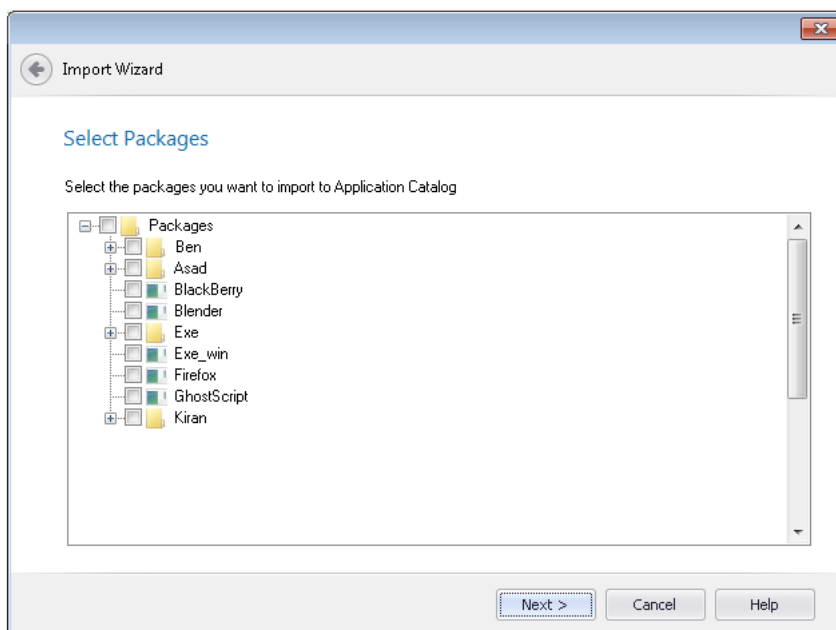 Import Wizard
Select Packages
Select the packages you want to import to Application Catalog
Packages
Ben
Asad
BlackBerry
Blender
Exe
Exe_win
Firefox
GhostScript
Kiran
Next > Cancel Help